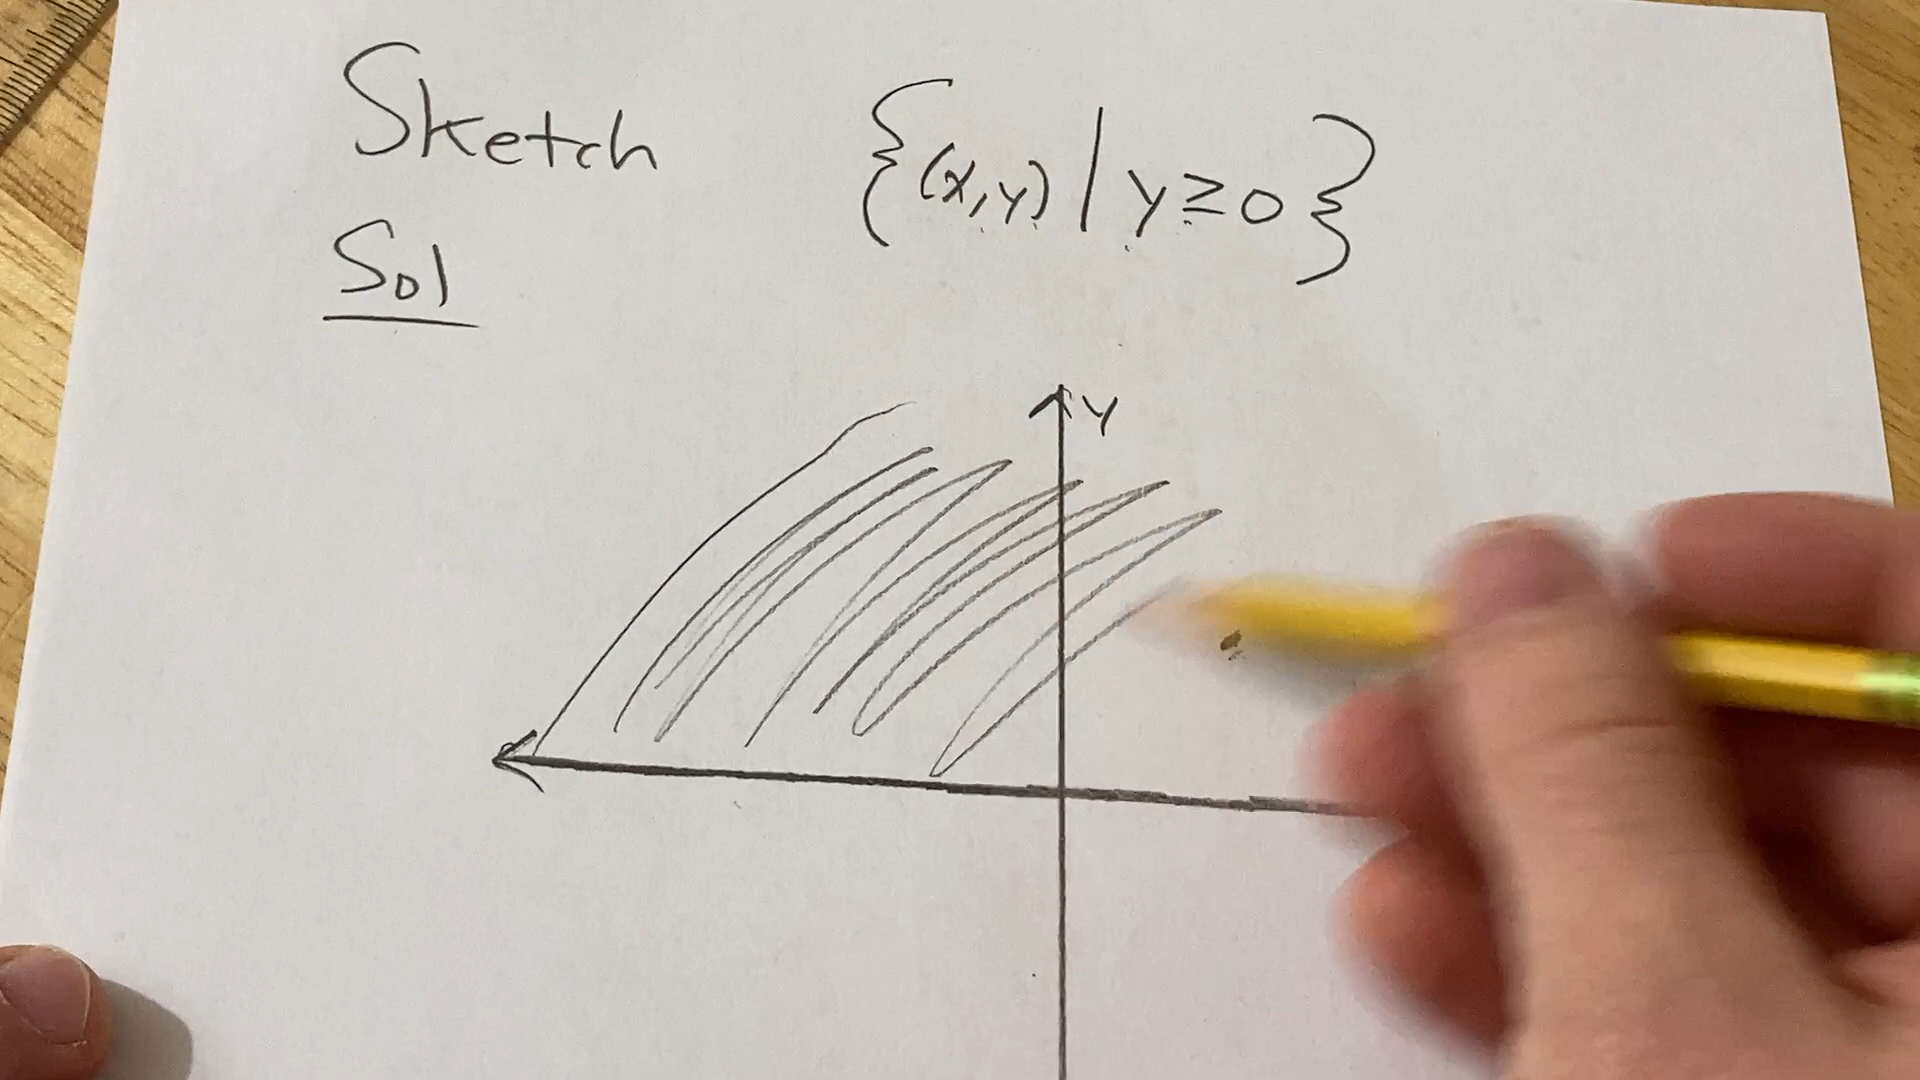 Sketch {(x,y) | y ≥ 0}
Sol
y